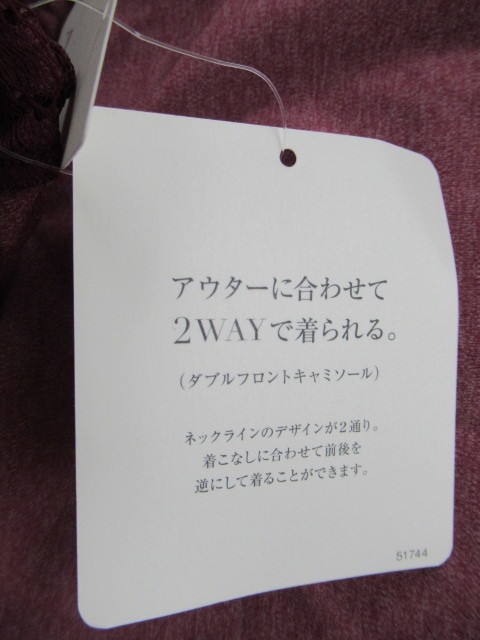 アウターに合わせて
2WAYで着られる。
(ダブルフロントキャミソール)
ネックラインのデザインが2通り。
着こなしに合わせて前後を
逆にして着ることができます。
51744